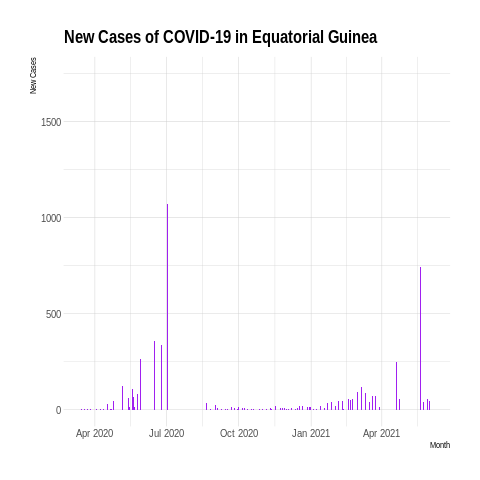 New Cases of COVID-19 in Equatorial Guinea
New Cases
1500
1000
500
0
Apr 2020 Jul 2020 Oct 2020 Jan 2021 Apr 2021
Month